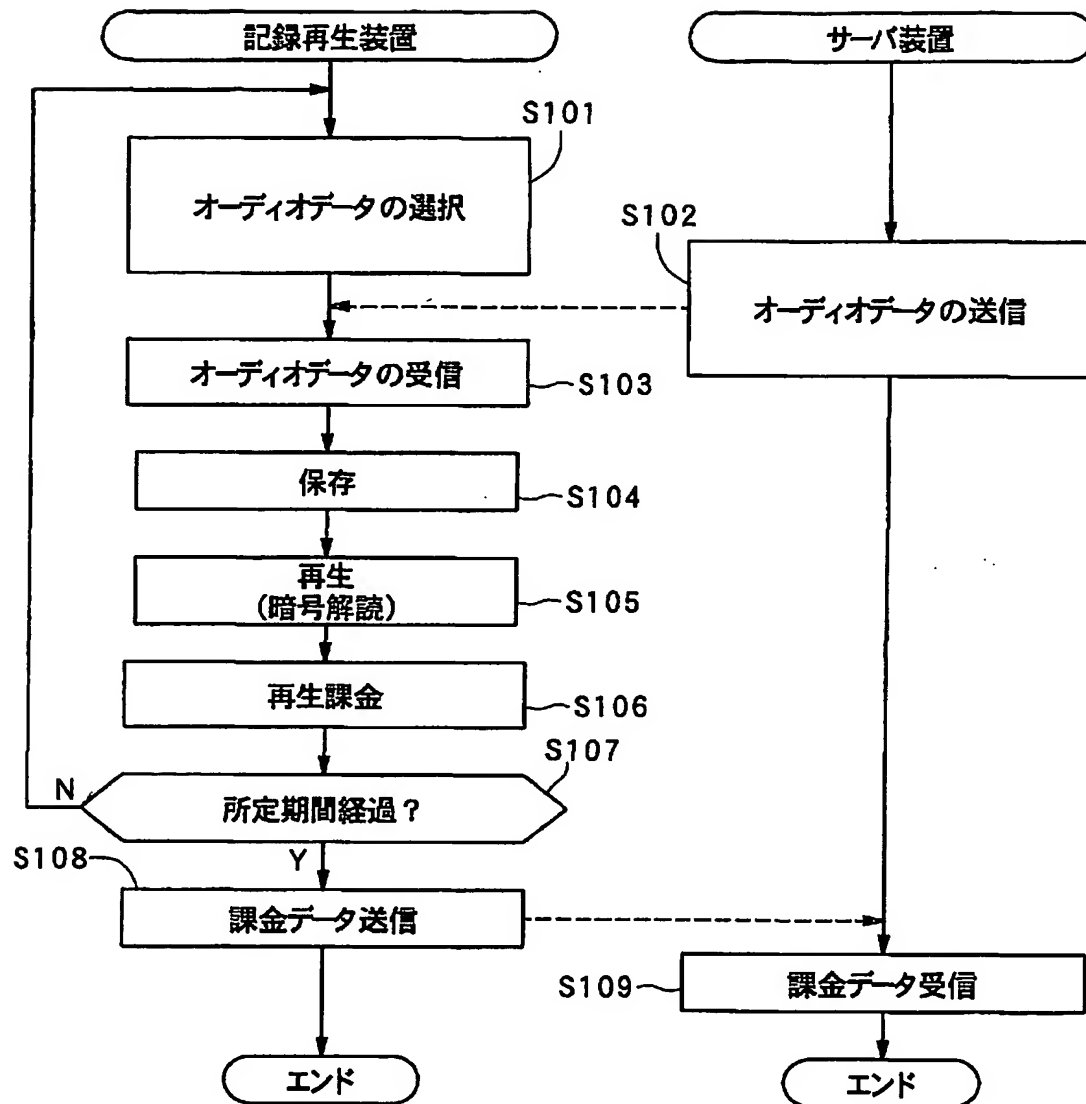 記録再生装置
サーバ装置
S101
オーディオデータの選択
S102
オーディオデータの送信
オーディオデータの受信
S103
保存
S104
再生
(暗号解読)
S105
再生課金
S106
S107
N
所定期間経過?
Y
S108
課金データ送信
課金データ受信
S109
エンド
エンド